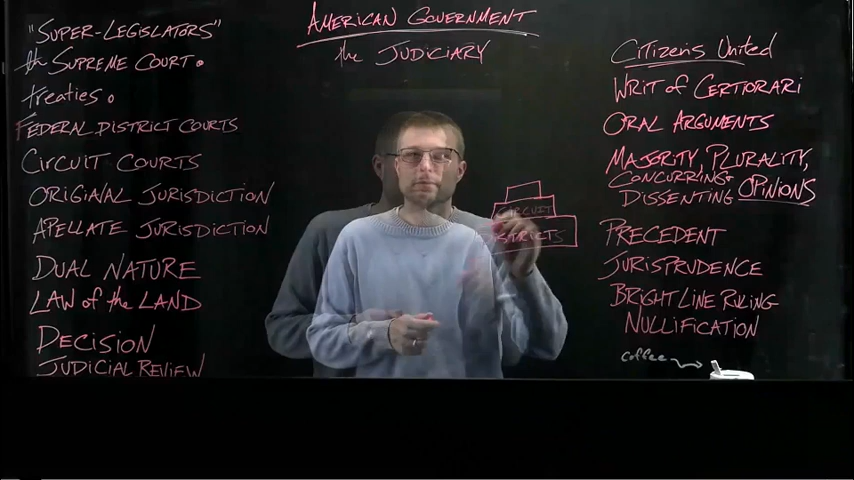 AMERICAN GOVERNMENT
the JUDICIARY
"SUPER-LEGISLATORS"
the SUPREME COURT.
treaties.
FEDERAL DISTRICT COURTS
CIRCUIT COURTS
ORIGINAL JURISDICTION
APELLATE JURISDICTION
DUAL NATURE
LAW of the LAND
DECISION
JUDICIAL REVIEW
CIRCUIT
DISTRICTS
Citizens United
WRIT of CERTIORARI
ORAL ARGUMENTS
MAJORITY, PLURALITY,
CONCURRING +
DISSENTING OPINIONS
PRECEDENT
JURISPRUDENCE
BRIGHT LINE RULING
NULLIFICATION
coffee